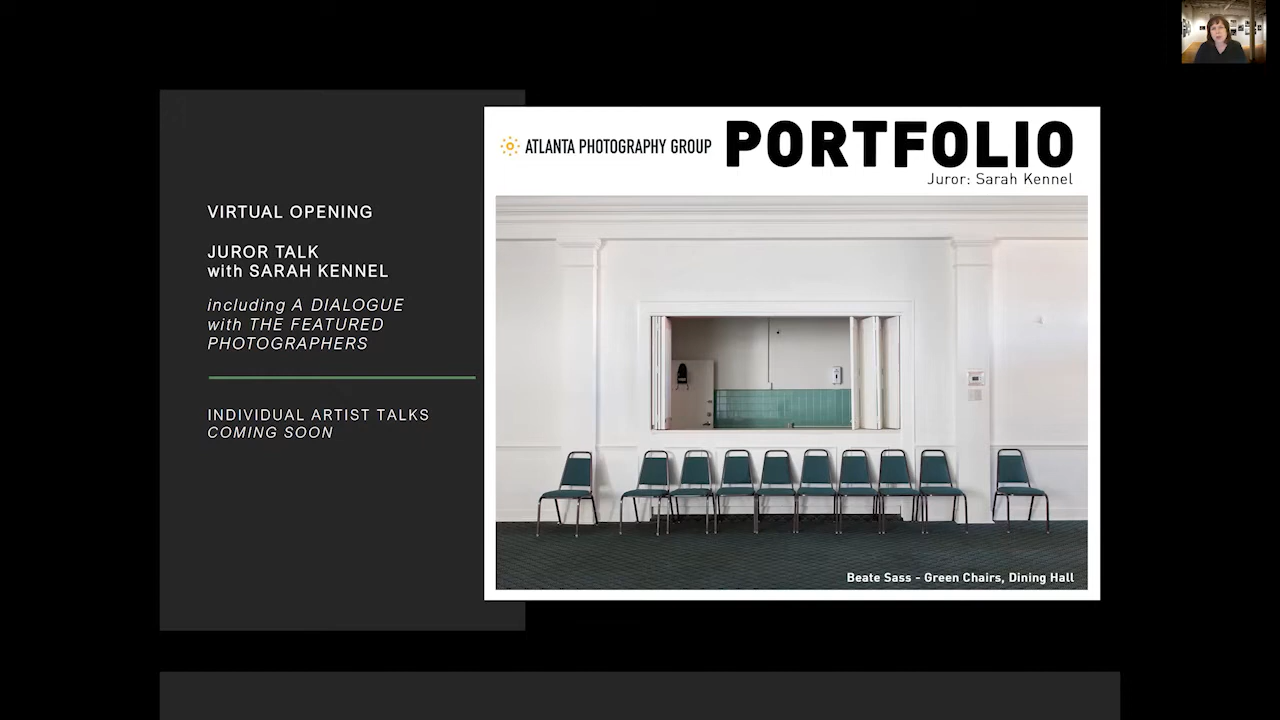 VIRTUAL OPENING
JUROR TALK
with SARAH KENNEL
including A DIALOGUE
with THE FEATURED
PHOTOGRAPHERS
INDIVIDUAL ARTIST TALKS
COMING SOON
ATLANTA PHOTOGRAPHY GROUP
PORTFOLIO
Juror: Sarah Kennel
Beate Sass - Green Chairs, Dining Hall